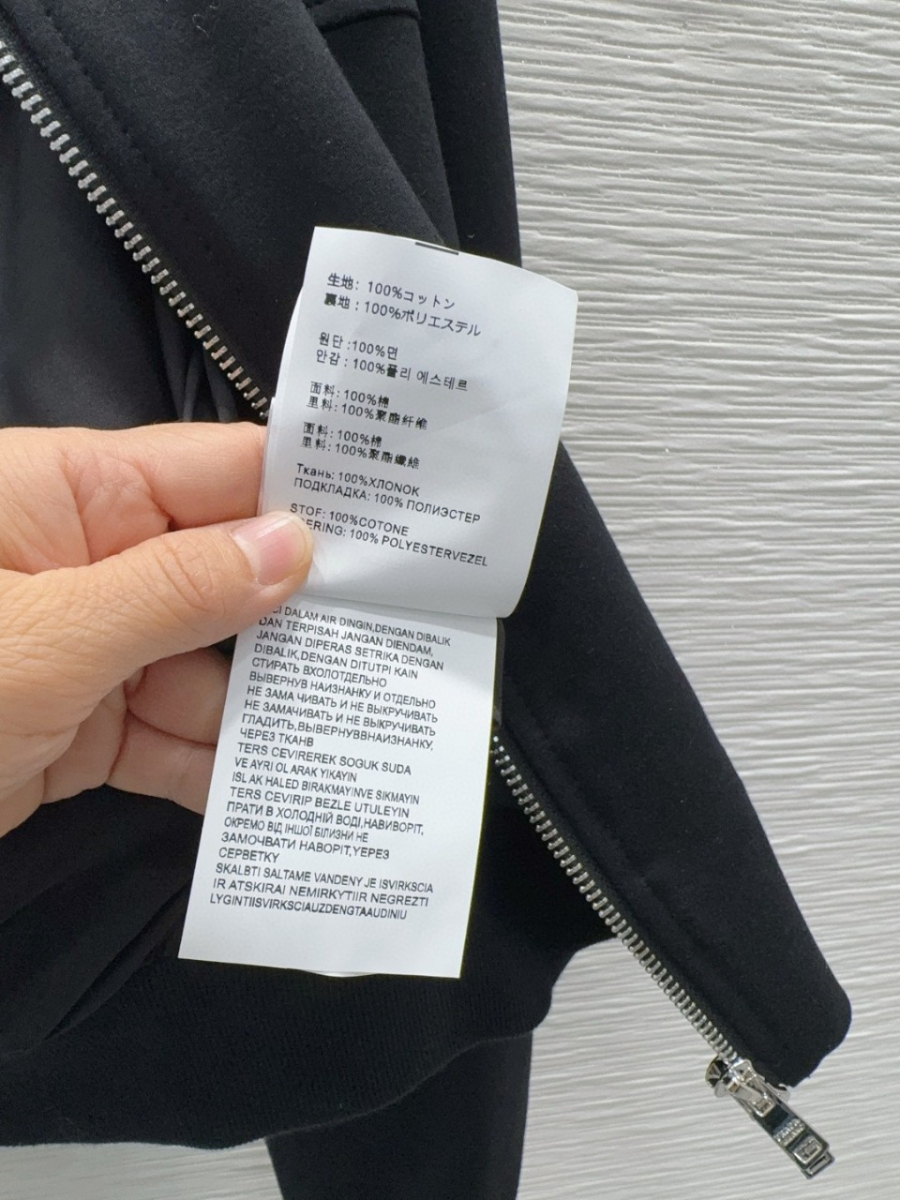 生地: 100%コットン
裏地 : 100%ポリエステル
원단 :100%면
안감 : 100%폴리 에스테르
面料: 100%棉
里料: 100%聚酯纤维
面料: 100%棉
里料: 100%聚酯纖維
Ткань: 100%ХЛОNОК
ПОДКЛАДКА: 100% ПОЛИЭСТЕР
STOF: 100%COTONE
100% POLYESTERVEZEL
DALAM AIR DINGIN,DENGAN DIBALIK
DAN TERPISAH JANGAN DIENDAM,
JANGAN DIPERAS SETRIKA DENGAN
DIBALIK,DENGAN DITUTPI KAIN
СТИРАТЬ ВХОЛОТДЕЛЬНО
ВЫВЕРНУВ НАИЗНАНКУ И ОТДЕЛЬНО
НЕ ЗАМА ЧИВАТЬ И НЕ ВЫКРУЧИВАТЬ
НЕ ЗАМАЧИВАТЬ И НЕ ВЫКРУЧИВАТЬ
ГЛАДИТЬ,ВЫВЕРНУВВНАИЗНАНКУ,
ЧЕРЕЗ ТКАНВ
TERS CEVIREREK SOGUK SUDA
VE AYRI OL ARAK YIKAYIN
ISL AK HALED BIRAKMAYINVE SIKMAYIN
TERS CEVIRIP BEZLE UTULEYIN
ПРАТИ В ХОЛОДНІЙ ВОДІ,НАВИВОРІТ,
ОКРЕМО ВІД ІНШОЇ БІЛИЗНИ НЕ
ЗАМОЧВАТИ НАВОРІТ,YEPE3
СЕРВЕТКY
SKALBTI SALTAME VANDENY JE ISVIRKSCIA
IR ATSKIRAI NEMIRKYTIIR NEGREZTI
LYGINTIISVIRKSCIAUZDENGTAAUDINIU